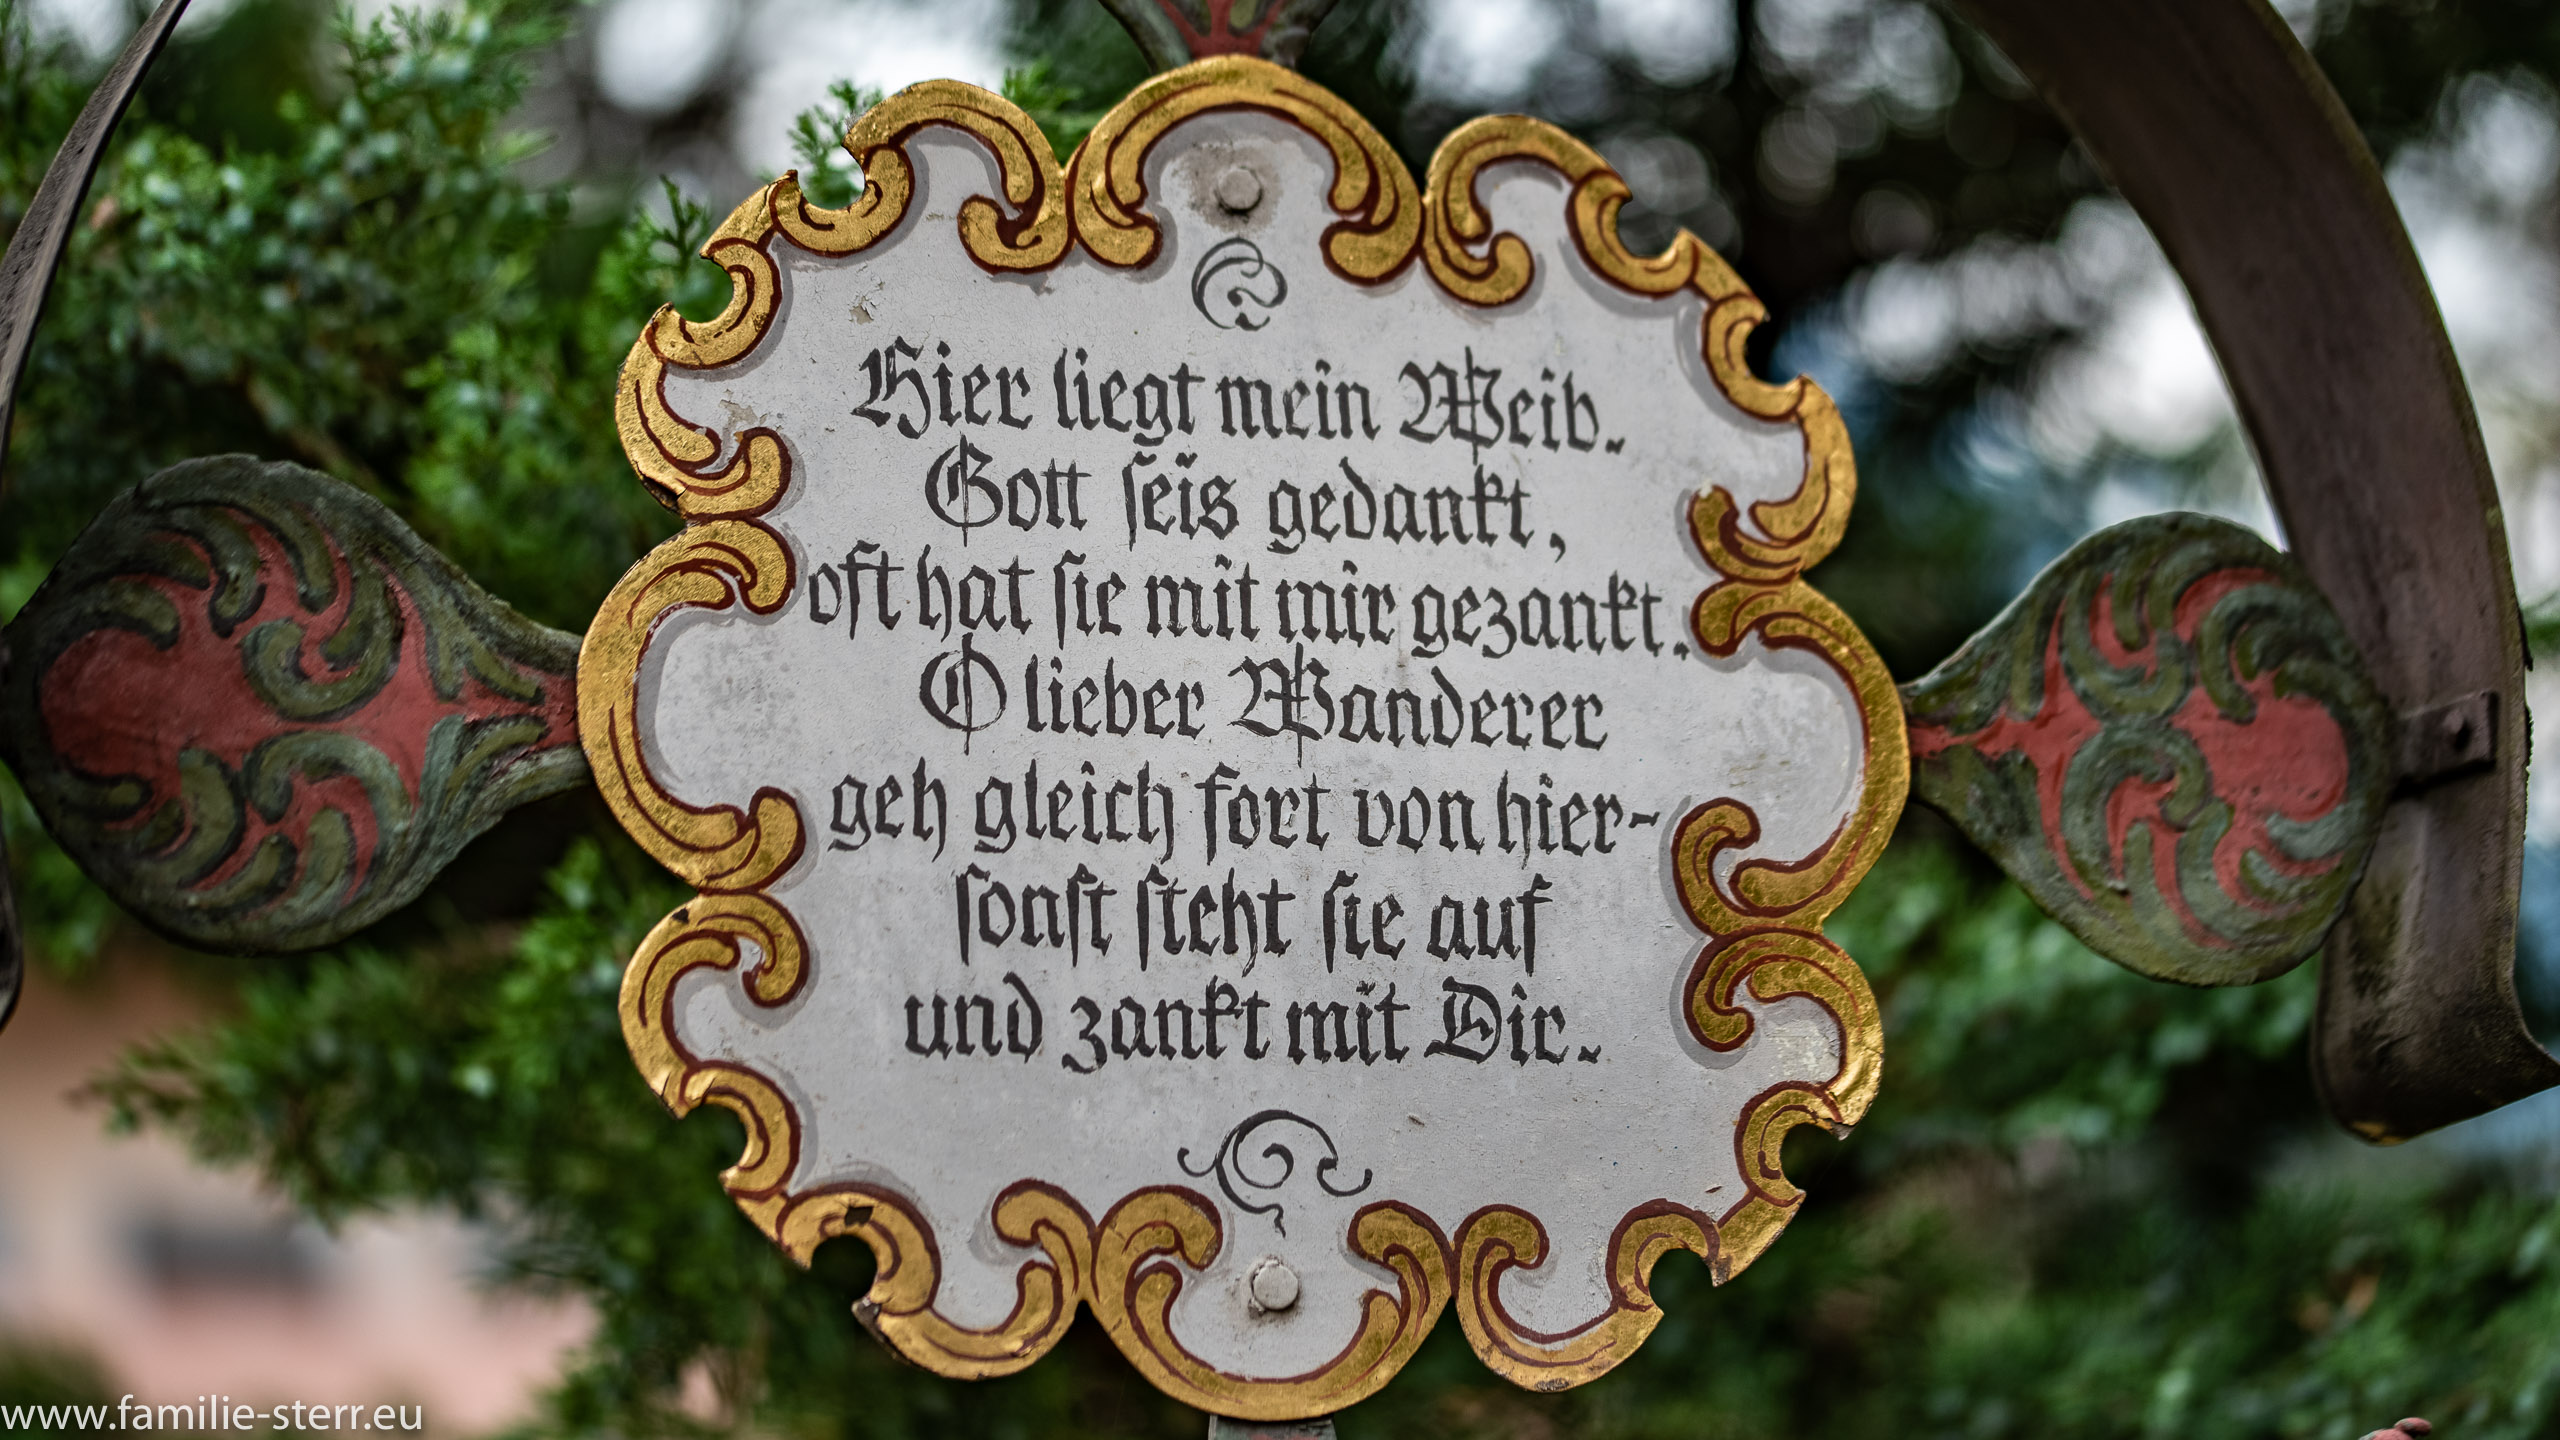 Hier liegt mein Weib.
Gott seis gedankt,
oft hat sie mit mir gezankt.
O lieber Wanderer
geh gleich fort von hier-
sonst steht sie auf
und zankt mit Dir.
www.familie-sterr.eu